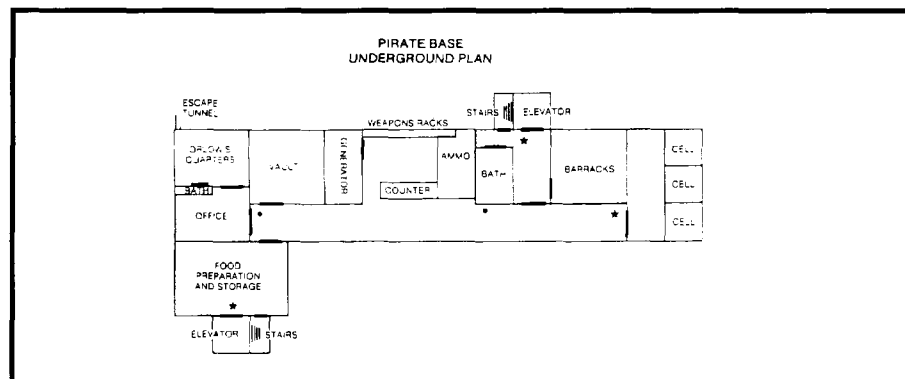 PIRATE BASE
UNDERGROUND PLAN
ESCAPE
TUNNEL
STAIRS
ELEVATOR
WEAPONS RACKS
ORLOW'S
QUARTERS
VAULT
GENERATOR
AMMO
BATH
BARRACKS
CELL
CELL
CELL
BATH
COUNTER
OFFICE
FOOD
PREPARATION
AND STORAGE
ELEVATOR
STAIRS